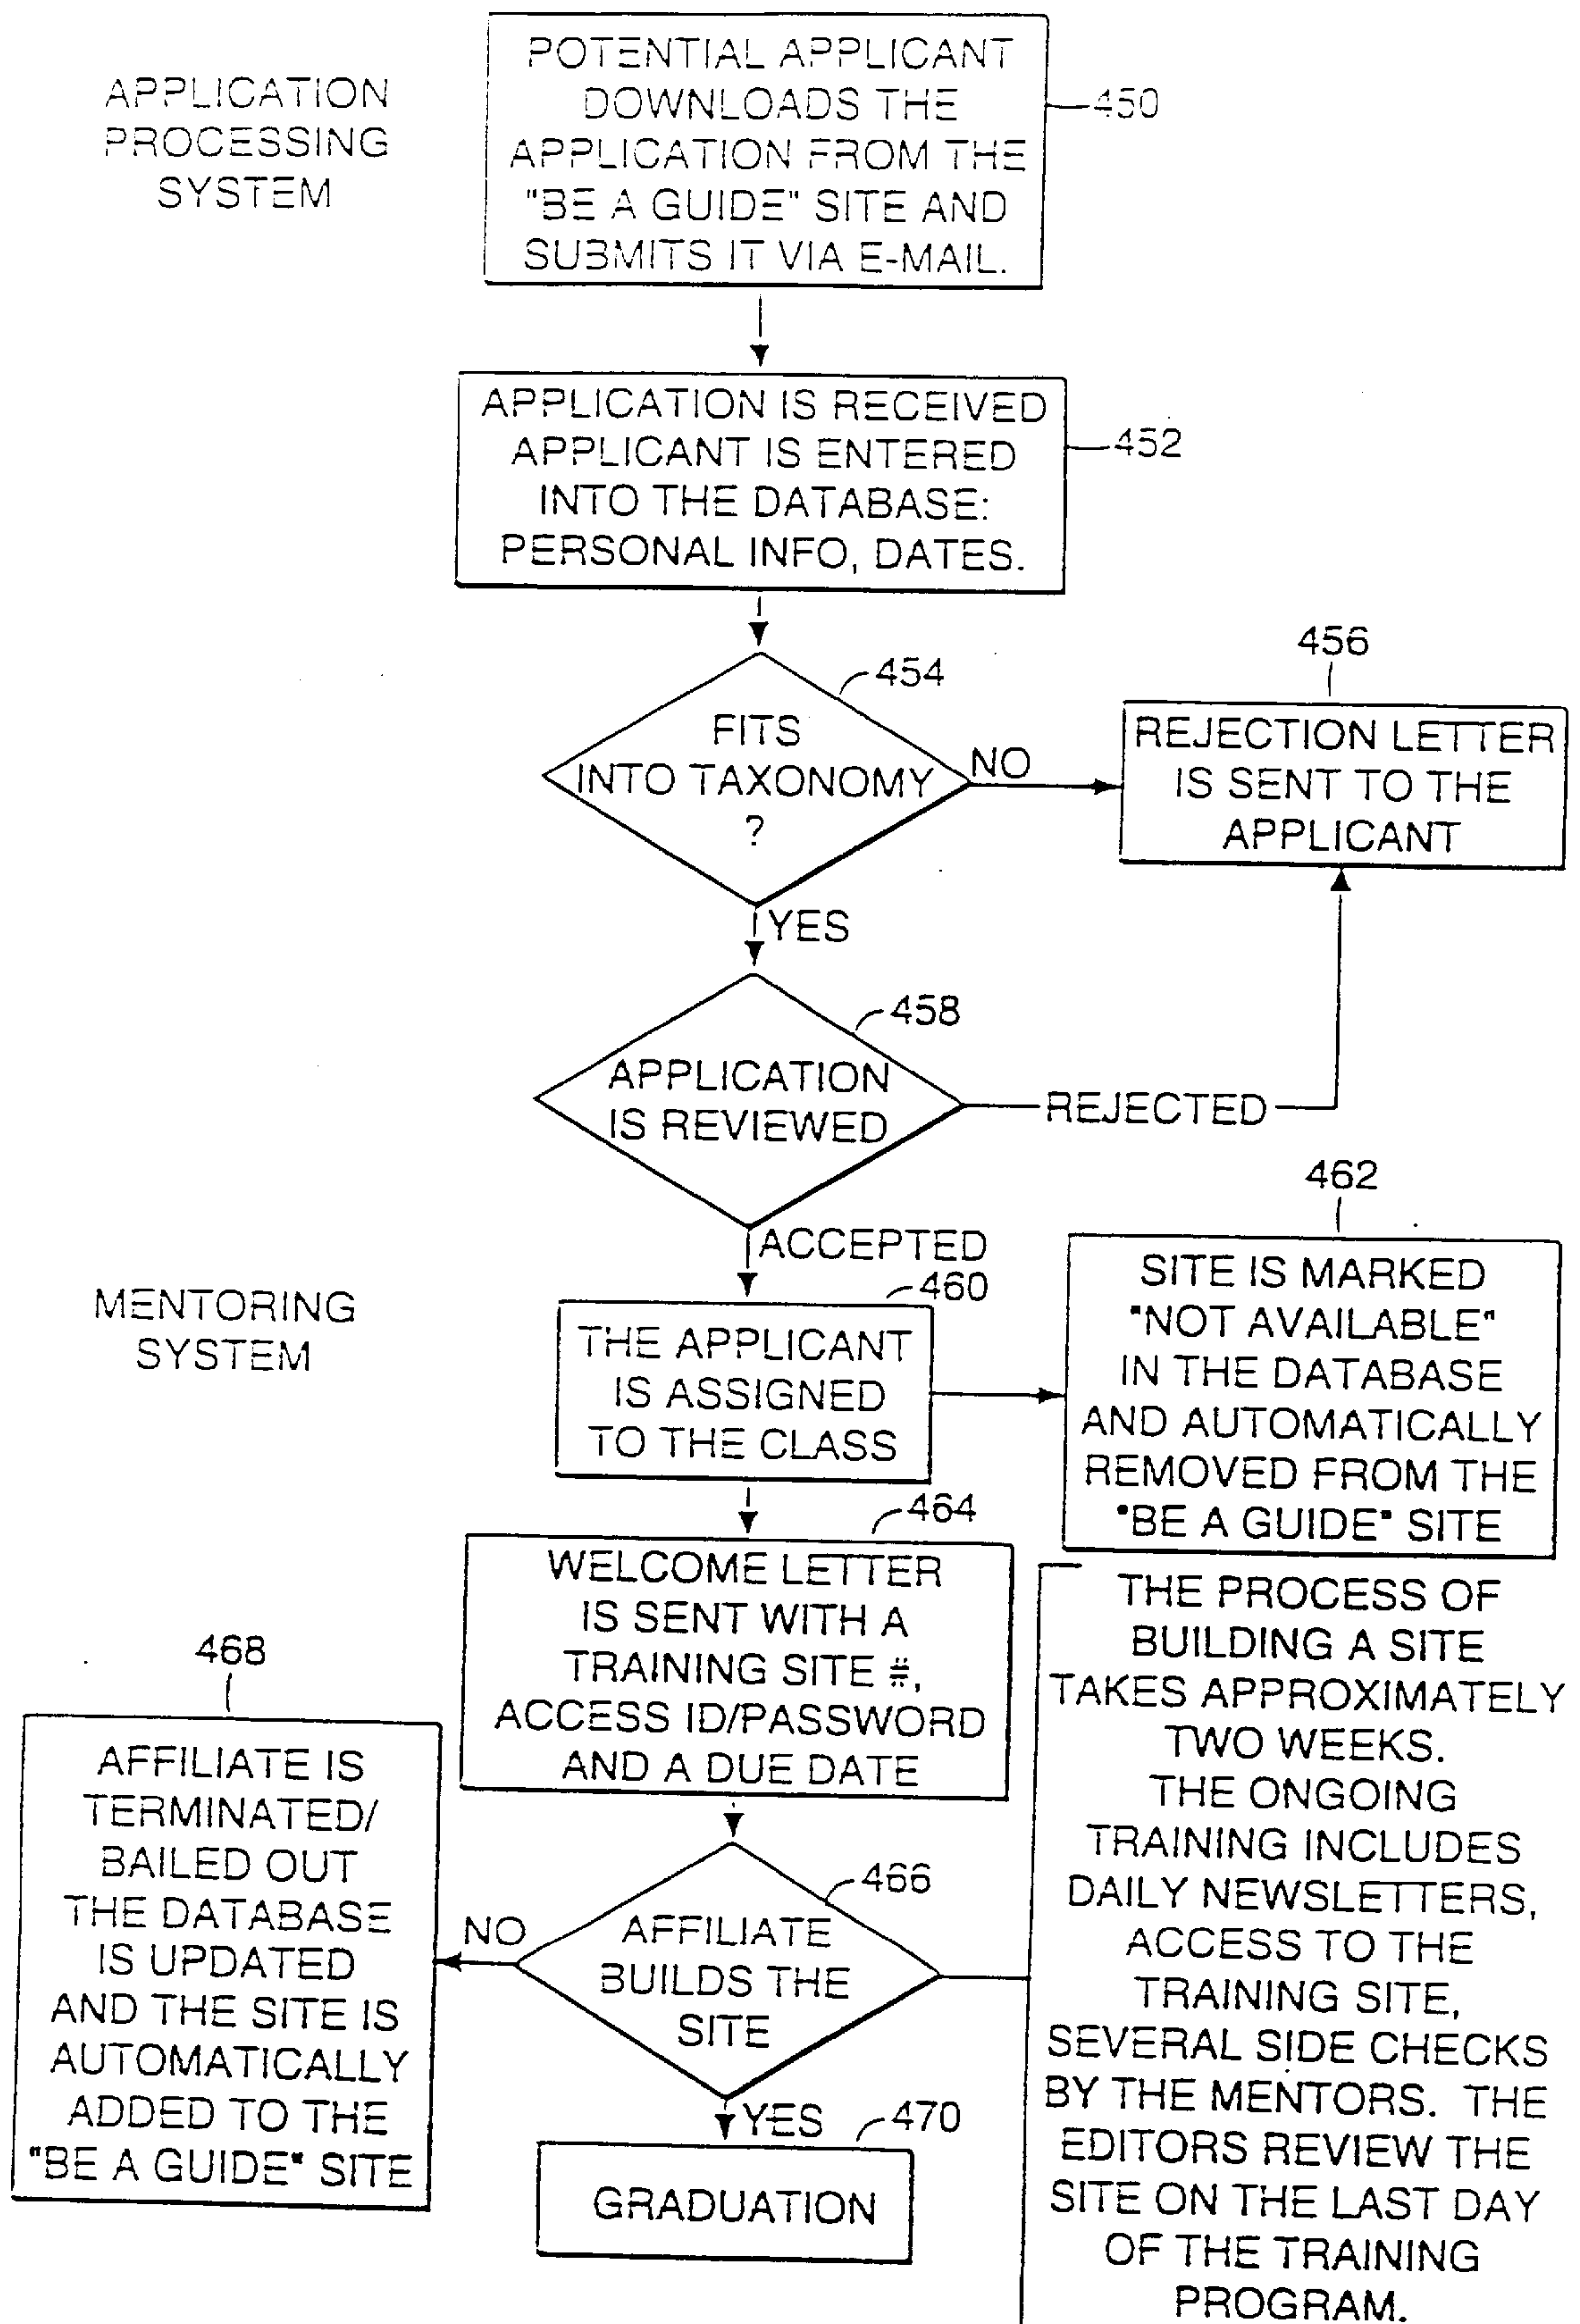 APPLICATION
PROCESSING
SYSTEM
POTENTIAL APPLICANT
DOWNLOADS THE
APPLICATION FROM THE
"BE A GUIDE" SITE AND
SUBMITS IT VIA E-MAIL.
450
APPLICATION IS RECEIVED
APPLICANT IS ENTERED
INTO THE DATABASE:
PERSONAL INFO, DATES.
452
454
FITS
INTO TAXONOMY
?
NO
456
REJECTION LETTER
IS SENT TO THE
APPLICANT
YES
458
APPLICATION
IS REVIEWED
REJECTED
ACCEPTED
MENTORING
SYSTEM
460
THE APPLICANT
IS ASSIGNED
TO THE CLASS
462
SITE IS MARKED
"NOT AVAILABLE"
IN THE DATABASE
AND AUTOMATICALLY
REMOVED FROM THE
"BE A GUIDE" SITE
464
WELCOME LETTER
IS SENT WITH A
TRAINING SITE #,
ACCESS ID/PASSWORD
AND A DUE DATE
466
AFFILIATE
BUILDS THE
SITE
NO
468
AFFILIATE IS
TERMINATED/
BAILED OUT
THE DATABASE
IS UPDATED
AND THE SITE IS
AUTOMATICALLY
ADDED TO THE
"BE A GUIDE" SITE
YES
470
GRADUATION
THE PROCESS OF
BUILDING A SITE
TAKES APPROXIMATELY
TWO WEEKS.
THE ONGOING
TRAINING INCLUDES
DAILY NEWSLETTERS,
ACCESS TO THE
TRAINING SITE,
SEVERAL SIDE CHECKS
BY THE MENTORS. THE
EDITORS REVIEW THE
SITE ON THE LAST DAY
OF THE TRAINING
PROGRAM.